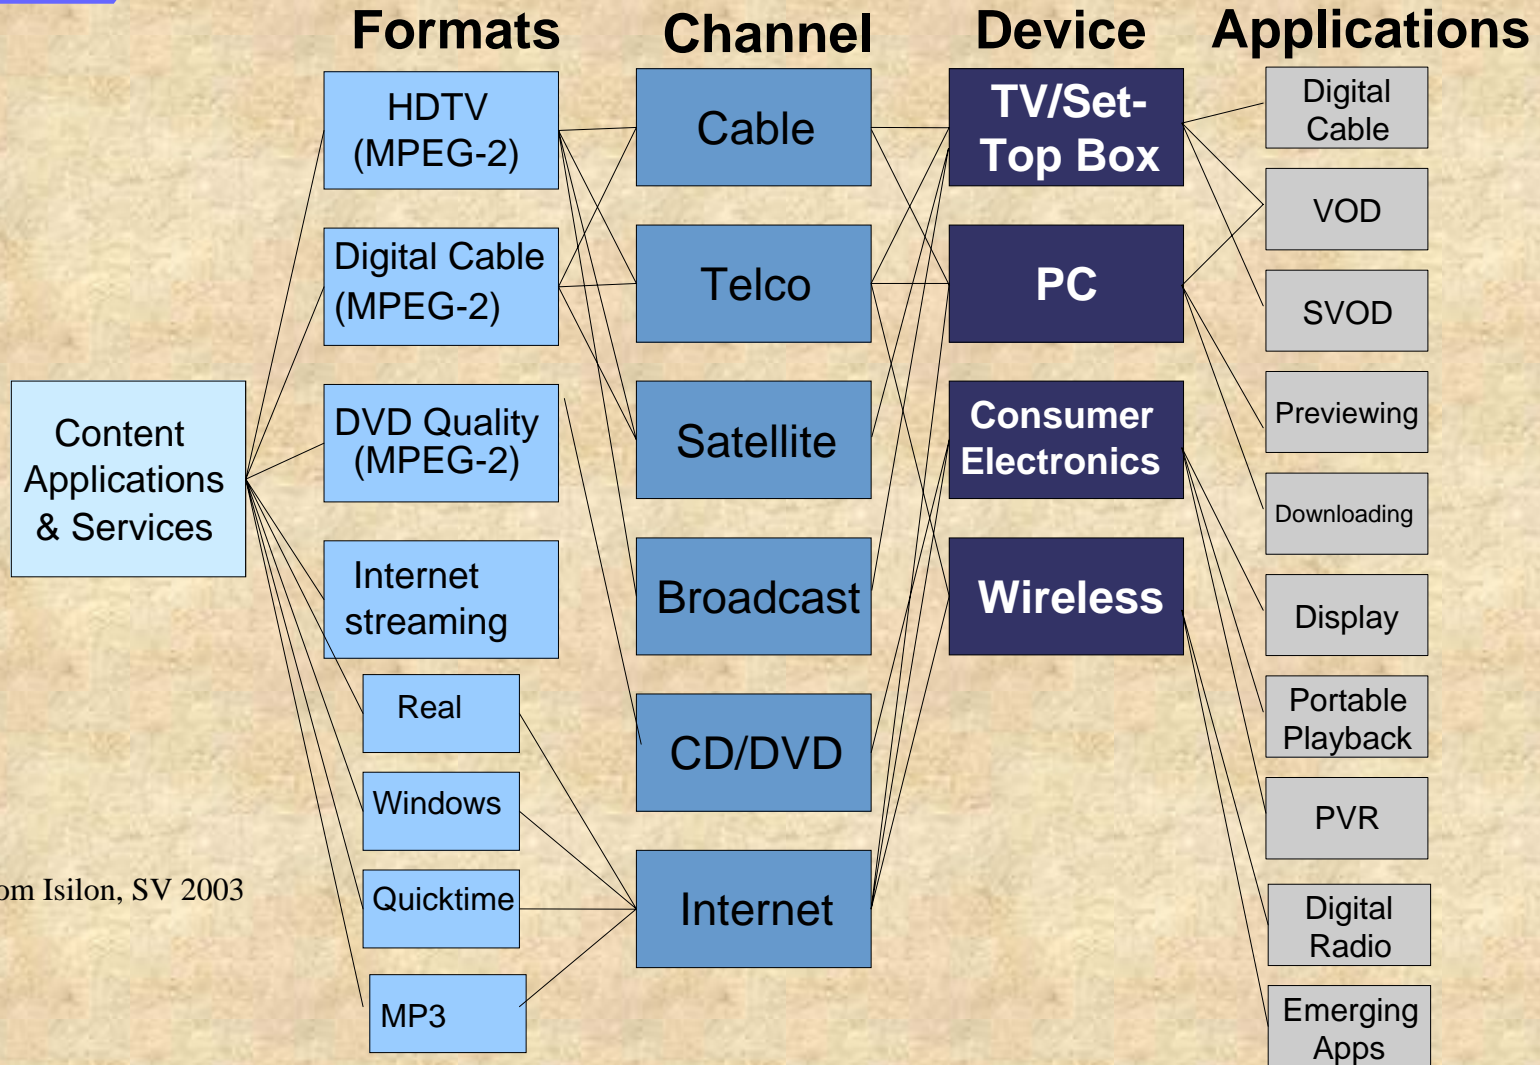 Formats
Channel
Device
Applications
Content
Applications
& Services
HDTV
(MPEG-2)
Digital Cable
(MPEG-2)
DVD Quality
(MPEG-2)
Internet
streaming
Real
Windows
Quicktime
MP3
Cable
Telco
Satellite
Broadcast
CD/DVD
Internet
TV/Set-
Top Box
PC
Consumer
Electronics
Wireless
Digital
Cable
VOD
SVOD
Previewing
Downloading
Display
Portable
Playback
PVR
Digital
Radio
Emerging
Apps
Isilon, SV 2003